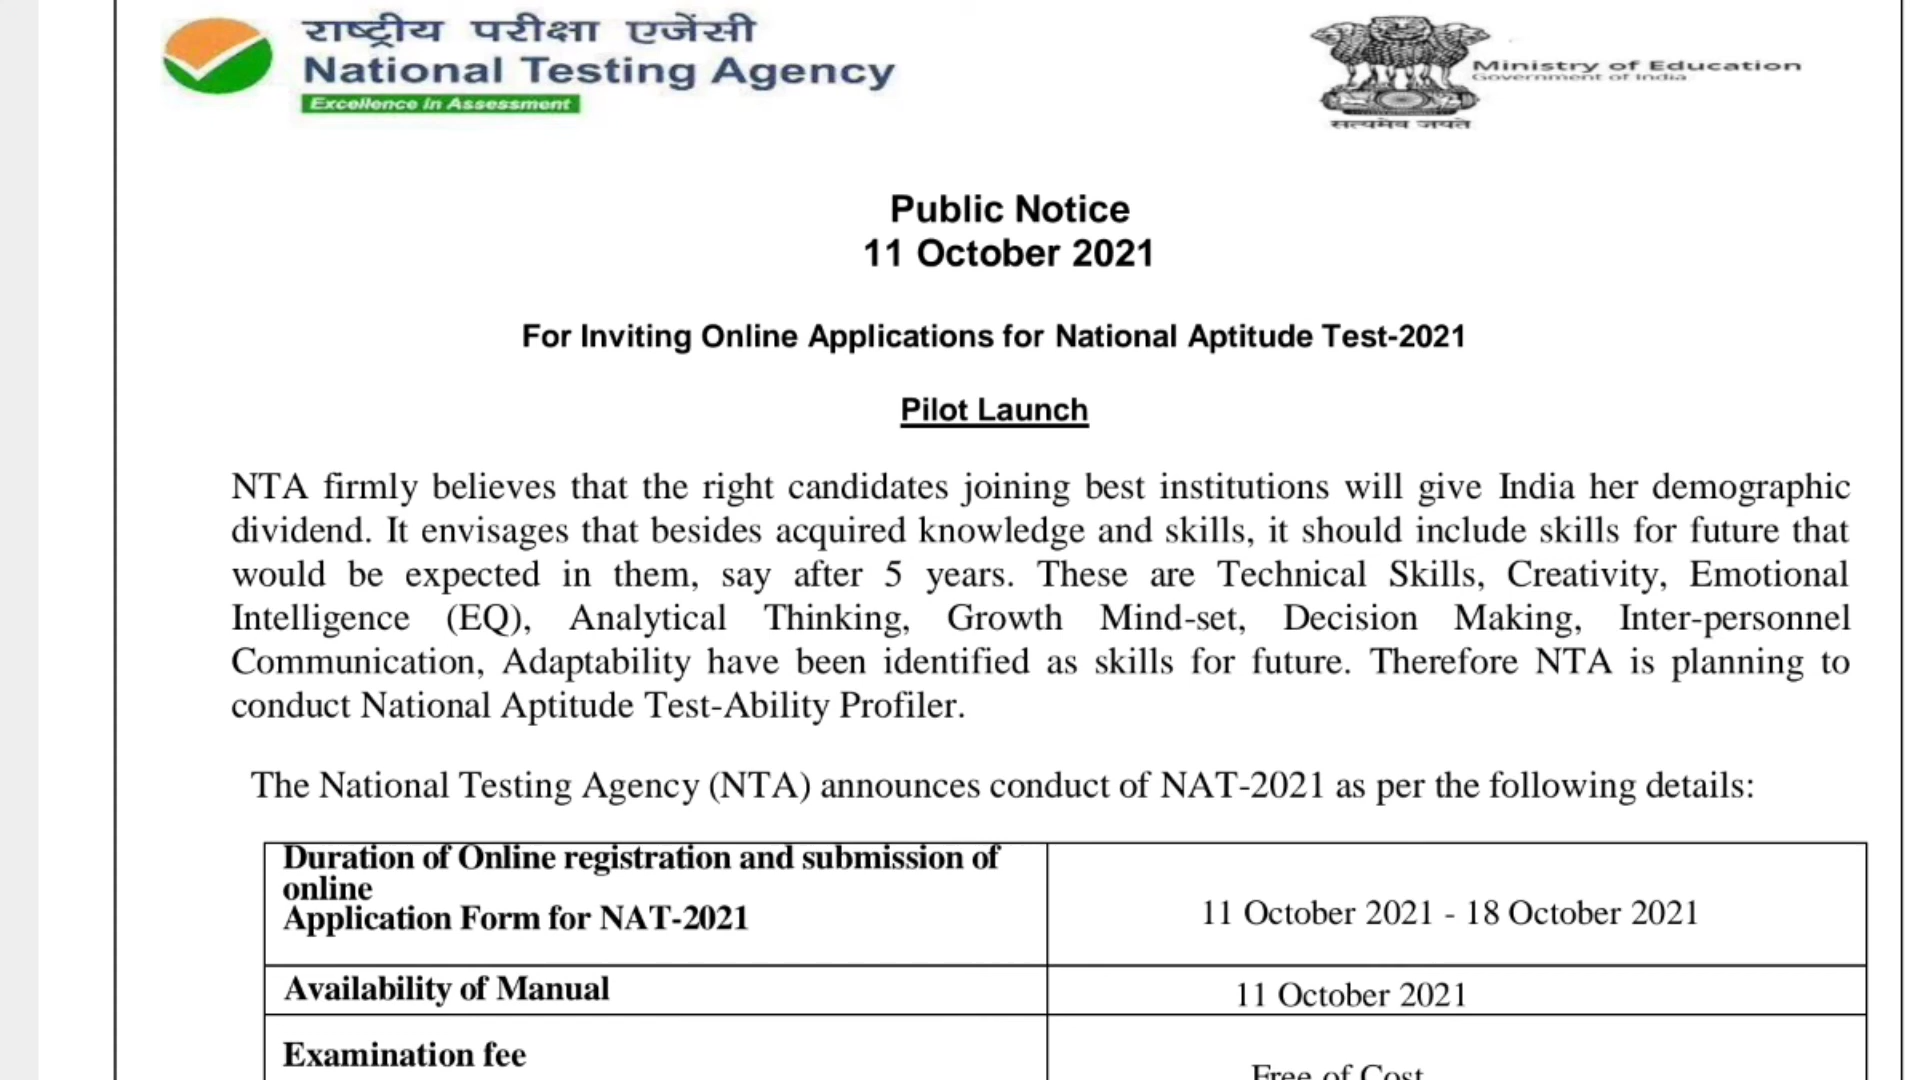 राष्ट्रीय परीक्षा एजेंसी
National Testing Agency
Excellence in Assessment
Ministry of Education
Government of India
सत्यमेव जयते
Public Notice
11 October 2021
For Inviting Online Applications for National Aptitude Test-2021
Pilot Launch
NTA firmly believes that the right candidates joining best institutions will give India her demographic
dividend. It envisages that besides acquired knowledge and skills, it should include skills for future that
would be expected in them, say after 5 years. These are Technical Skills, Creativity, Emotional
Intelligence (EQ), Analytical Thinking, Growth Mind-set, Decision Making, Inter-personnel
Communication, Adaptability have been identified as skills for future. Therefore NTA is planning to
conduct National Aptitude Test-Ability Profiler.
The National Testing Agency (NTA) announces conduct of NAT-2021 as per the following details:
Duration of Online registration and submission of
online
Application Form for NAT-2021
11 October 2021 - 18 October 2021
Availability of Manual
11 October 2021
Examination fee
Free of Cost